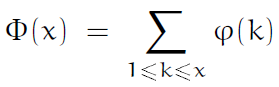 Φ(x) = ∑_{1⩽k⩽x} φ(k)